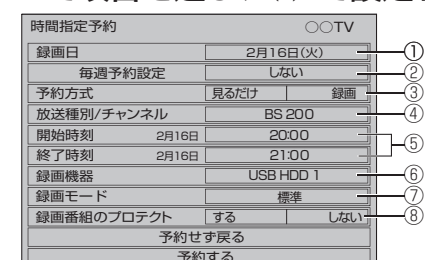 時間指定予約 ○○TV
録画日 2月16日(火) ①
毎週予約設定 しない ②
予約方式 見るだけ 録画 ③
放送種別/チャンネル BS 200 ④
開始時刻 2月16日 20:00
⑤
終了時刻 2月16日 21:00
録画機器 USB HDD 1 ⑥
録画モード 標準 ⑦
録画番組のプロテクト する しない ⑧
予約せず戻る
予約する